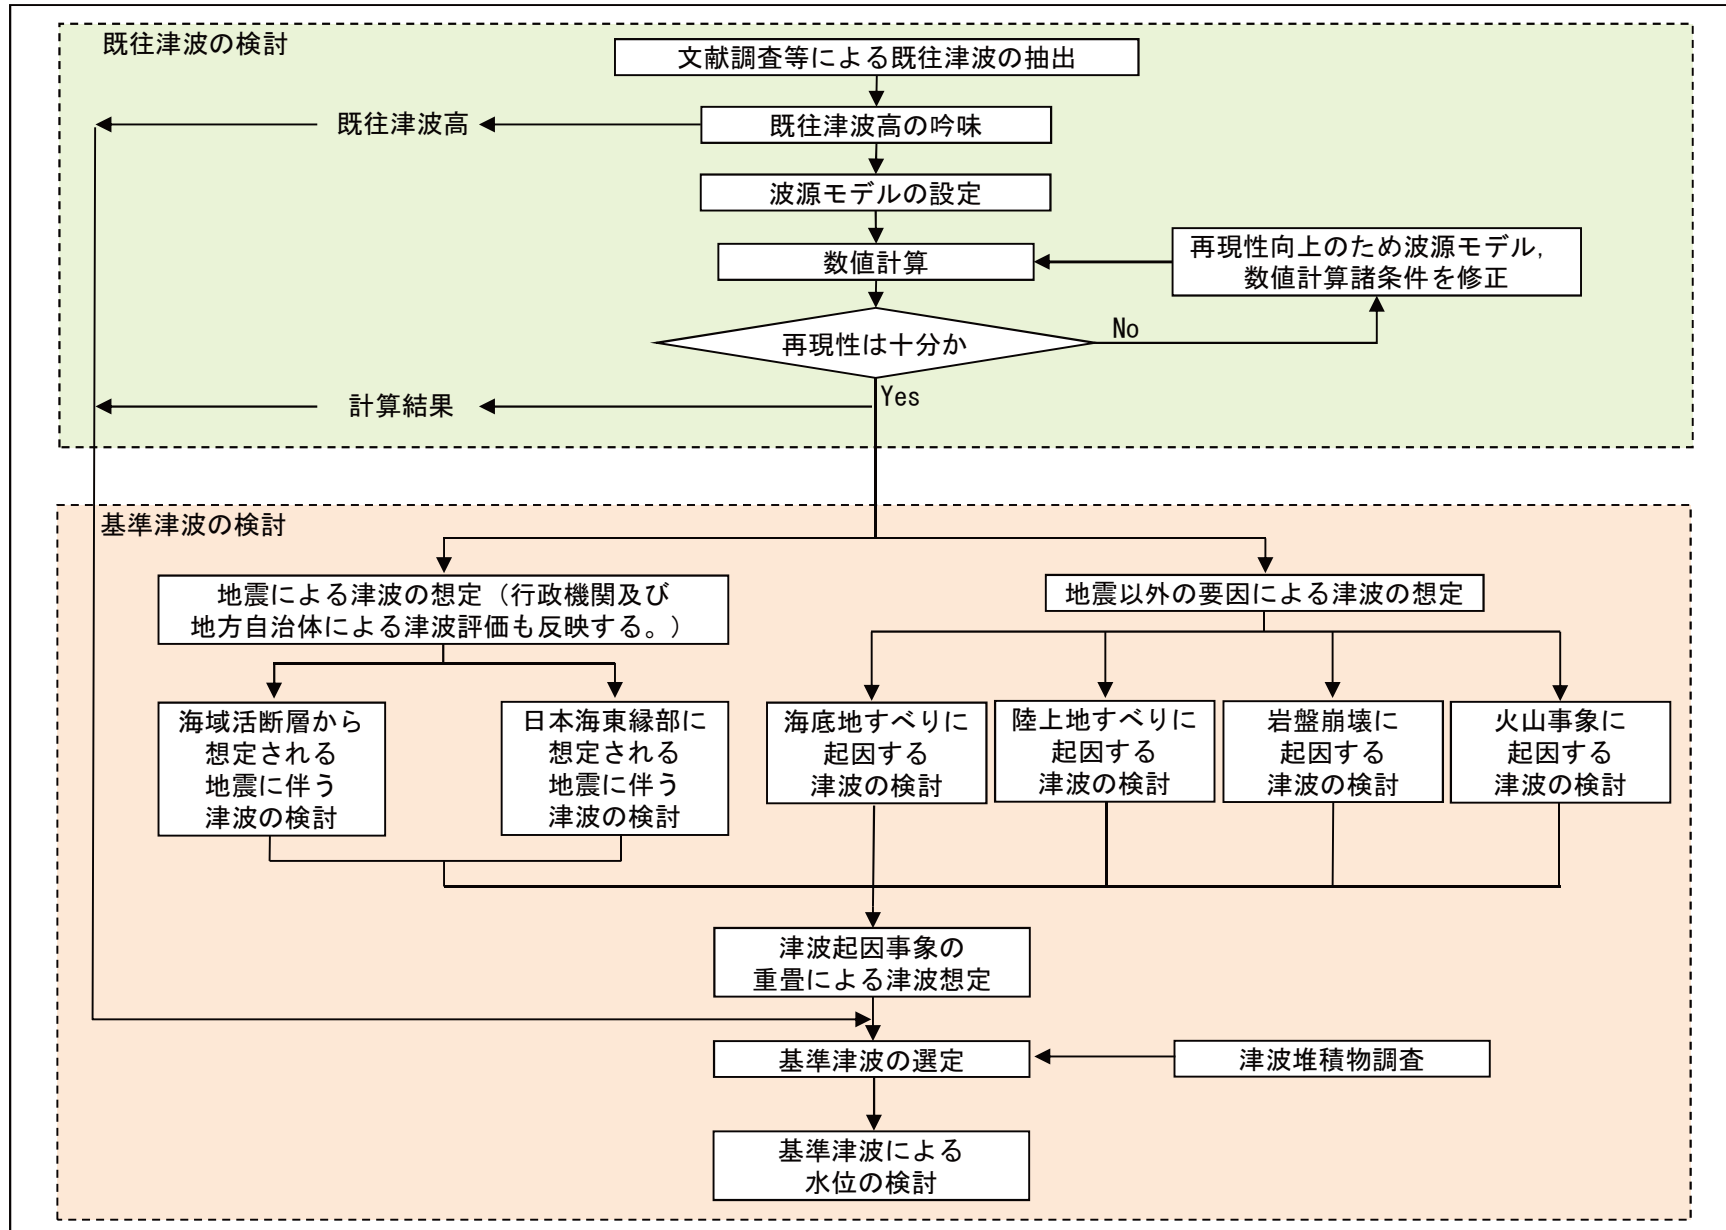 既往津波の検討
文献調査等による既往津波の抽出
既往津波高
既往津波高の吟味
波源モデルの設定
数値計算
再現性向上のため波源モデル,
数値計算諸条件を修正
再現性は十分か
No
Yes
計算結果
基準津波の検討
地震による津波の想定（行政機関及び
地方自治体による津波評価も反映する。）
地震以外の要因による津波の想定
海域活断層から
想定される
地震に伴う
津波の検討
日本海東縁部に
想定される
地震に伴う
津波の検討
海底地すべりに
起因する
津波の検討
陸上地すべりに
起因する
津波の検討
岩盤崩壊に
起因する
津波の検討
火山事象に
起因する
津波の検討
津波起因事象の
重畳による津波想定
基準津波の選定
津波堆積物調査
基準津波による
水位の検討